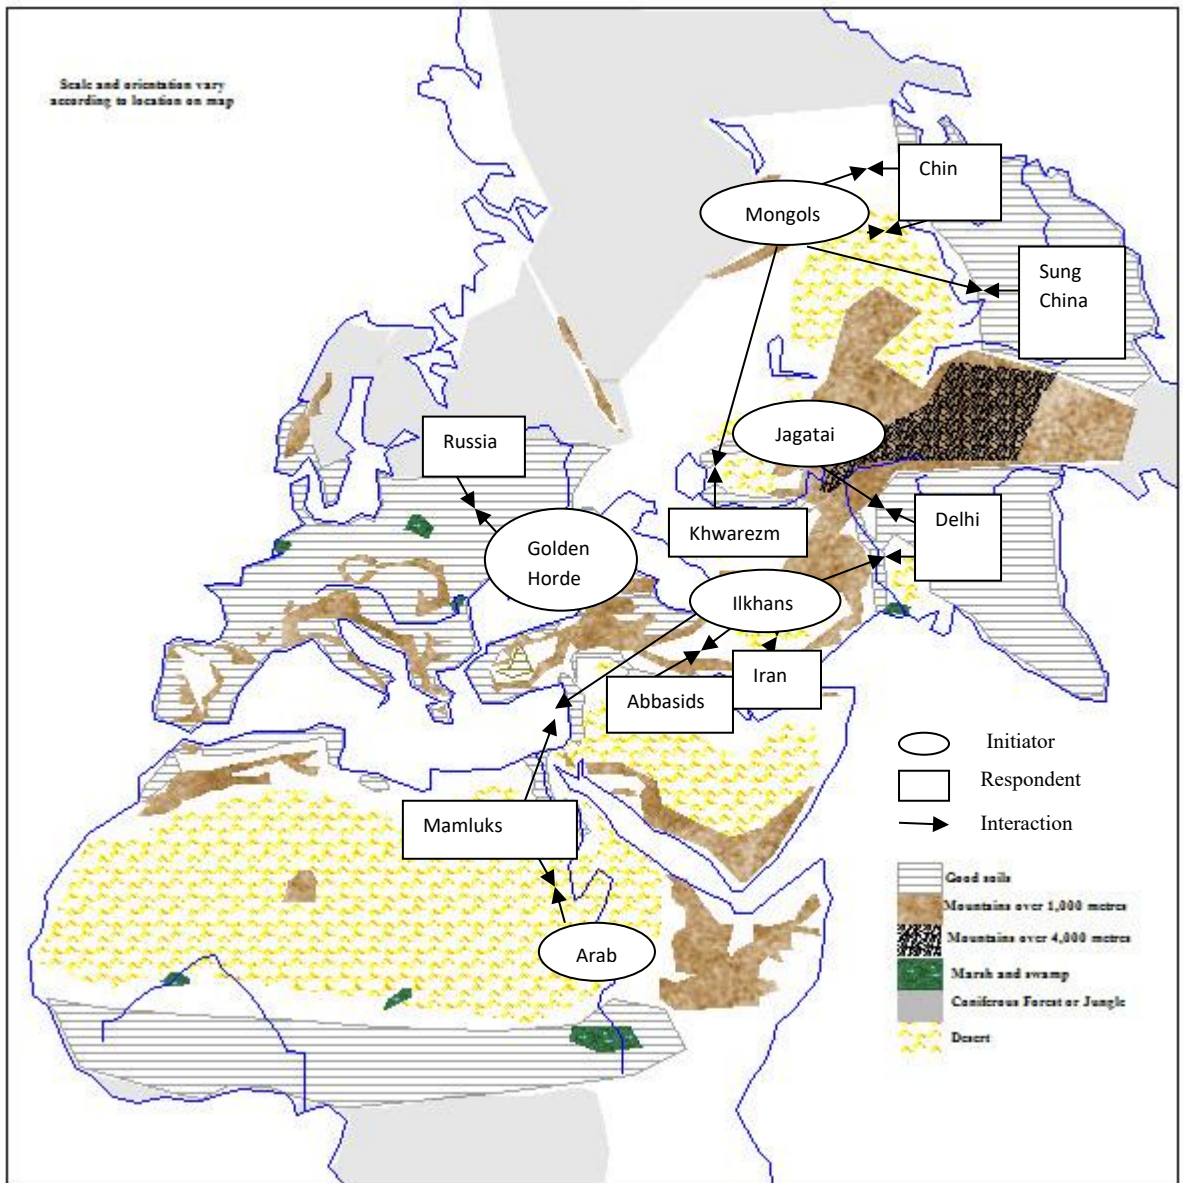 Scale and orientation vary
according to location on map
Chin
Mongols
Sung
China
Russia
Jagatai
Golden
Horde
Khwarezm
Delhi
Ilkhans
Iran
Abbasids
Mamluks
Arab
Initiator
Respondent
Interaction
Good soils
Mountains over 1,000 metres
Mountains over 4,000 metres
Marsh and swamp
Coniferous Forest or Jungle
Desert